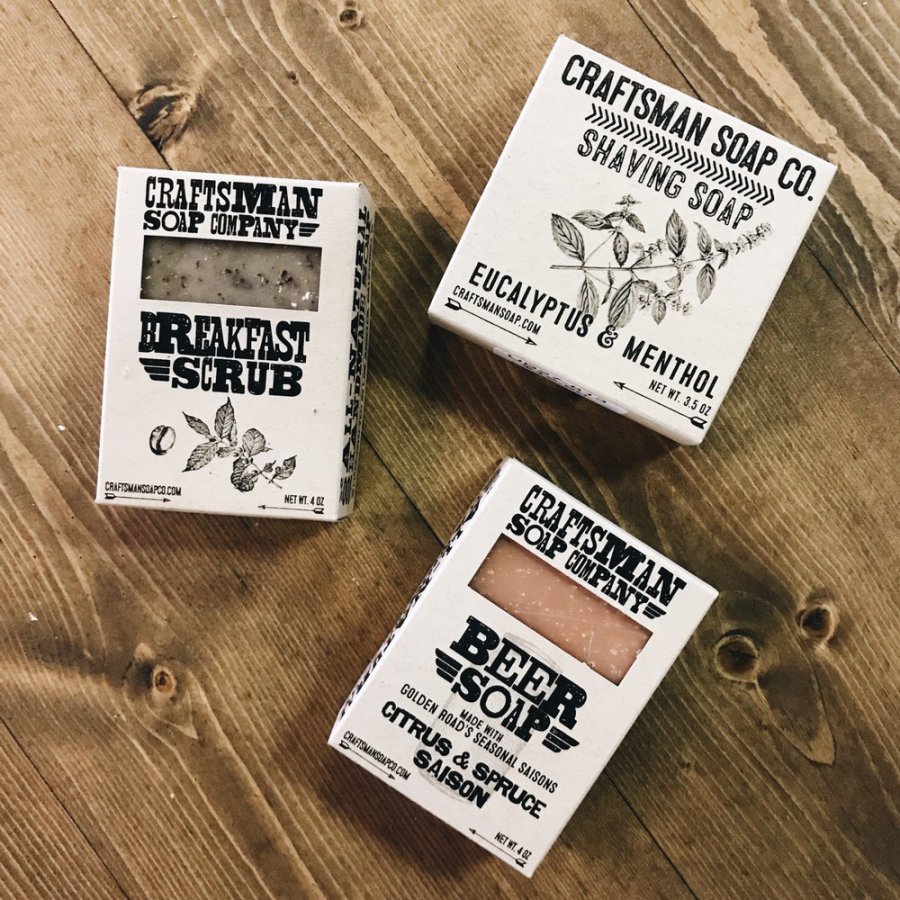 CRAFTSMAN
SOAP COMPANY
BREAKFAST
SCRUB
CRAFTSMANSOAPCO.COM
NET WT. 4 OZ
ALL-NATURAL
CRAFTSMAN SOAP CO.
SHAVING SOAP
EUCALYPTUS & MENTHOL
CRAFTSMANSOAP.COM
NET WT. 3.5 OZ
CRAFTSMAN
SOAP COMPANY
BEER
SOAP
MADE WITH
GOLDEN ROAD'S SEASONAL SAISONS
CITRUS & SPRUCE
SAISON
CRAFTSMANSOAPCO.COM
NET WT. 4 OZ